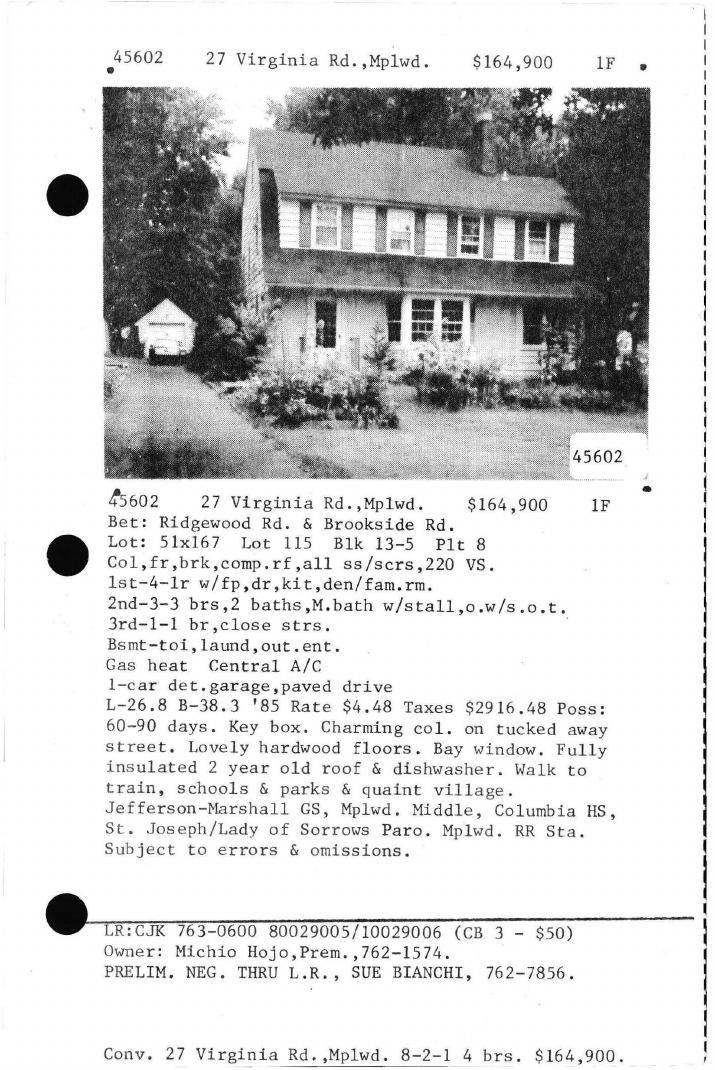 45602 27 Virginia Rd.,Mplwd. $164,900 1F
45602
45602 27 Virginia Rd.,Mplwd. $164,900 1F
Bet: Ridgewood Rd. & Brookside Rd.
Lot: 51x167 Lot 115 Blk 13-5 Plt 8
Col,fr,brk,comp.rf,all ss/scrs,220 VS.
1st-4-lr w/fp,dr,kit,den/fam.rm.
2nd-3-3 brs,2 baths,M.bath w/stall,o.w/s.o.t.
3rd-1-1 br,close strs.
Bsmt-toi,laund,out.ent.
Gas heat Central A/C
1-car det.garage,paved drive
L-26.8 B-38.3 '85 Rate $4.48 Taxes $2916.48 Poss:
60-90 days. Key box. Charming col. on tucked away
street. Lovely hardwood floors. Bay window. Fully
insulated 2 year old roof & dishwasher. Walk to
train, schools & parks & quaint village.
Jefferson-Marshall GS, Mplwd. Middle, Columbia HS,
St. Joseph/Lady of Sorrows Paro. Mplwd. RR Sta.
Subject to errors & omissions.
LR:CJK 763-0600 80029005/10029006 (CB 3 - $50)
Owner: Michio Hojo,Prem.,762-1574.
PRELIM. NEG. THRU L.R., SUE BIANCHI, 762-7856.
Conv. 27 Virginia Rd.,Mplwd. 8-2-1 4 brs. $164,900.